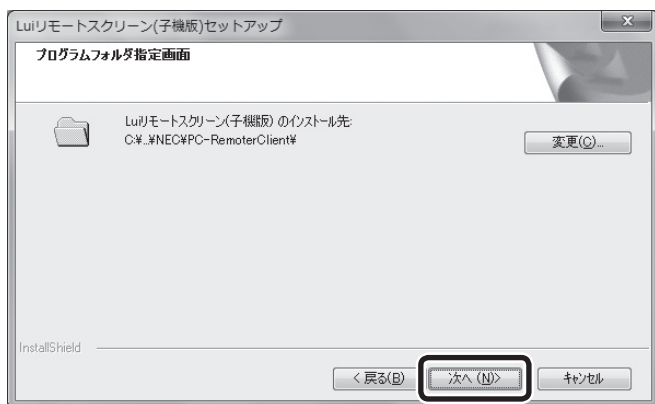 Luiリモートスクリーン(子機版)セットアップ
プログラムフォルダ指定画面
Luiリモートスクリーン(子機版) のインストール先:
C:¥...¥NEC¥PC-RemoterClient¥
変更(C)...
InstallShield
< 戻る(B)
次へ (N)>
キャンセル